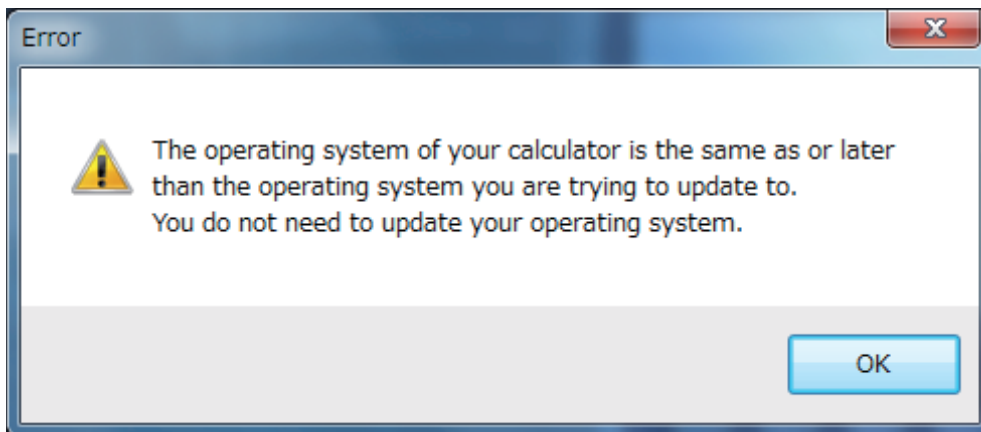 Error
The operating system of your calculator is the same as or later
than the operating system you are trying to update to.
You do not need to update your operating system.
OK